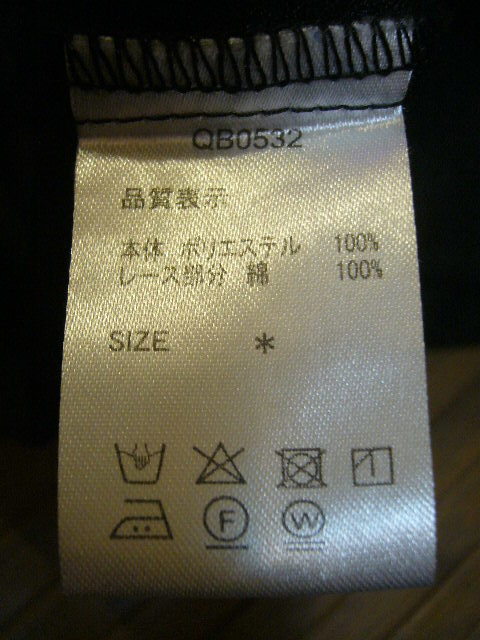 QB0532
品質表示
本体 ポリエステル 100%
レース部分 綿 100%
SIZE *
F W